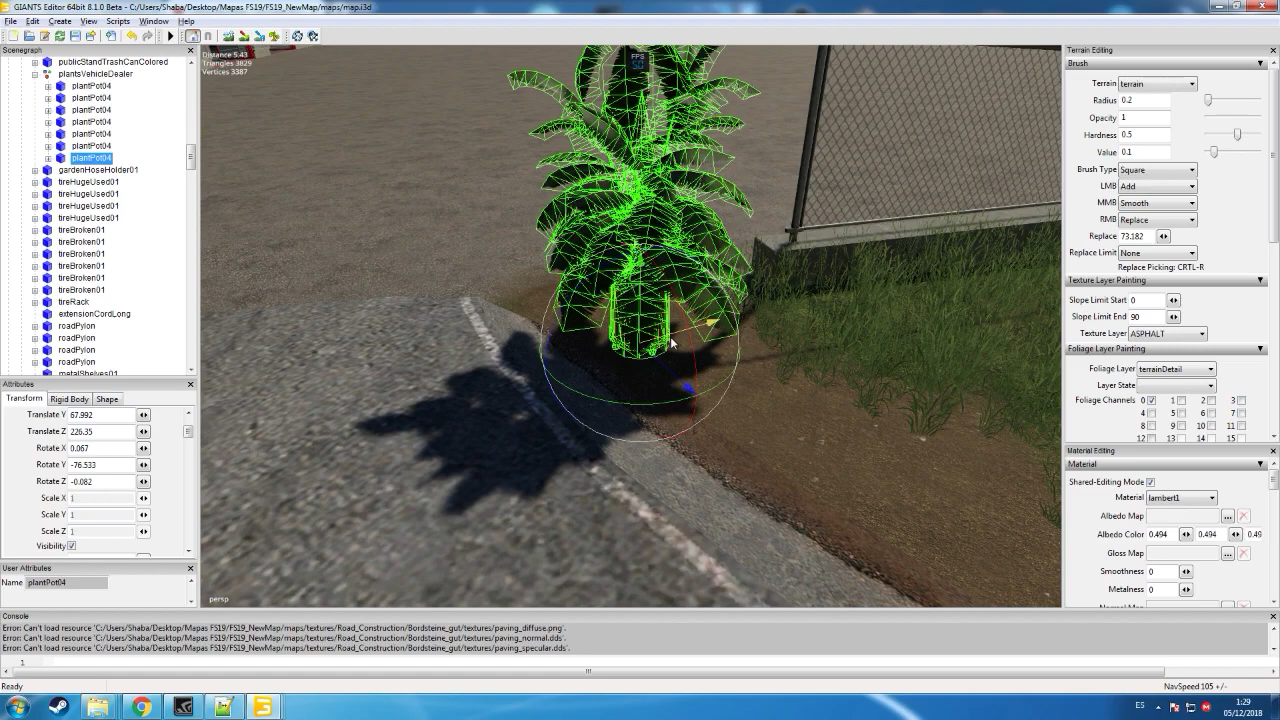 GIANTS Editor 64bit 8.1.0 Beta - C:/Users/Shaba/Desktop/Mapas FS19/FS19_NewMap/maps/map.i3d
File Edit Create View Scripts Window Help
Scenegraph
publicStandTrashCanColored
plantsVehicleDealer
plantPot04
plantPot04
plantPot04
plantPot04
plantPot04
plantPot04
plantPot04
gardenHoseHolder01
tireHugeUsed01
tireHugeUsed01
tireHugeUsed01
tireHugeUsed01
tireBroken01
tireBroken01
tireBroken01
tireBroken01
tireBroken01
tireBroken01
tireRack
extensionCordLong
roadPylon
roadPylon
roadPylon
roadPylon
metalShelves01
Attributes
Transform Rigid Body Shape
Translate Y 67.992
Translate Z 226.35
Rotate X 0.067
Rotate Y -76.533
Rotate Z -0.082
Scale X 1
Scale Y 1
Scale Z 1
Visibility
User Attributes
Name plantPot04
Distance 5.43
Triangles 3829
Vertices 3387
FPS
persp
Terrain Editing
Brush
Terrain terrain
Radius 0.2
Opacity 1
Hardness 0.5
Value 0.1
Brush Type Square
LMB Add
MMB Smooth
RMB Replace
Replace 73.182
Replace Limit None
Replace Picking: CRTL-R
Texture Layer Painting
Slope Limit Start 0
Slope Limit End 90
Texture Layer ASPHALT
Foliage Layer Painting
Foliage Layer terrainDetail
Layer State
Foliage Channels 0 1 2 3
4 5 6 7
8 9 10 11
12 13 14 15
Material Editing
Material
Shared-Editing Mode
Material lambert1
Albedo Map ...
Albedo Color 0.494 0.494 0.49
Gloss Map ...
Smoothness 0
Metalness 0
Normal Map
Console
Error: Can't load resource 'C:/Users/Shaba/Desktop/Mapas FS19/FS19_NewMap/maps/textures/Road_Construction/Bordsteine_gut/textures/paving_diffuse.png'.
Error: Can't load resource 'C:/Users/Shaba/Desktop/Mapas FS19/FS19_NewMap/maps/textures/Road_Construction/Bordsteine_gut/textures/paving_normal.dds'.
Error: Can't load resource 'C:/Users/Shaba/Desktop/Mapas FS19/FS19_NewMap/maps/textures/Road_Construction/Bordsteine_gut/textures/paving_specular.dds'.
1
Ready
NavSpeed 105 +/-
ES
1:29
05/12/2018